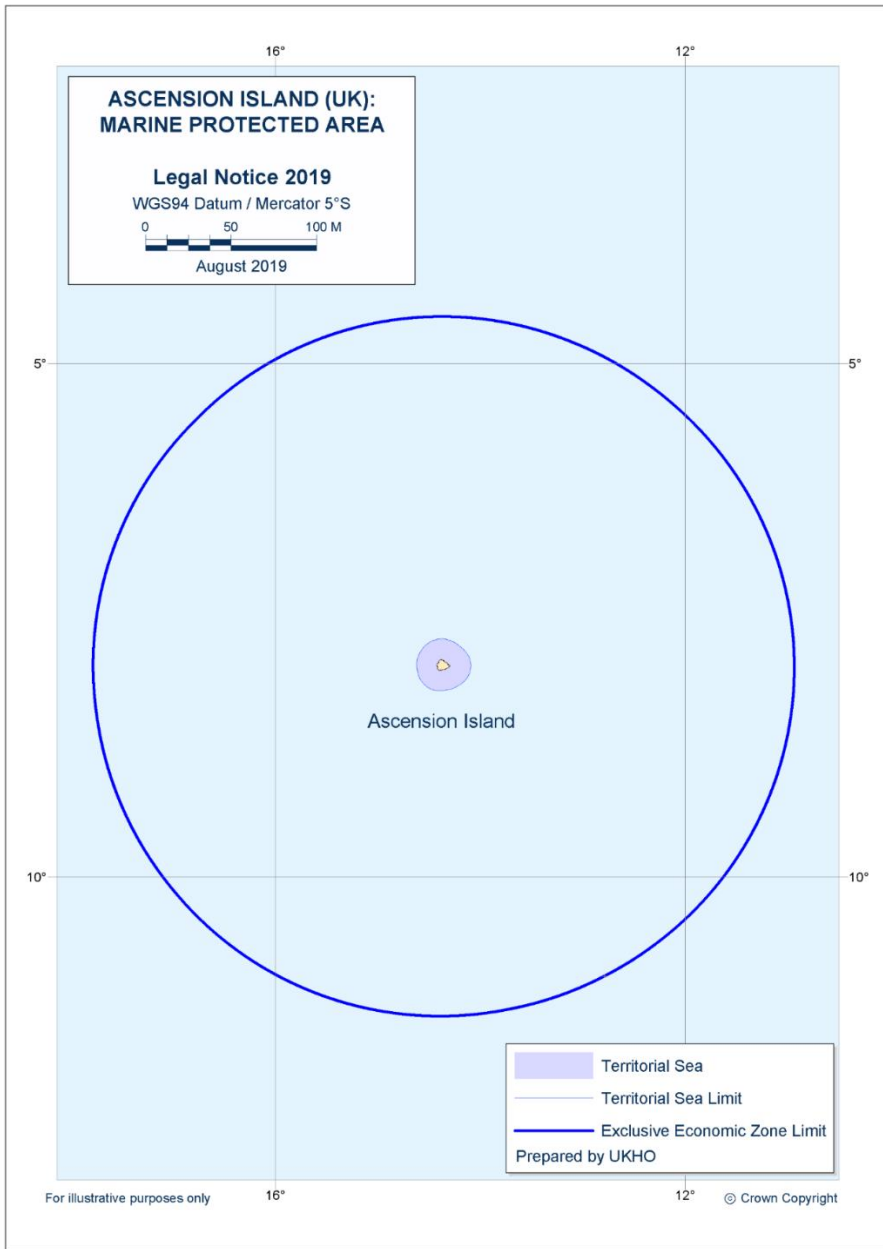 16° 12°
ASCENSION ISLAND (UK):
MARINE PROTECTED AREA
Legal Notice 2019
WGS94 Datum / Mercator 5°S
0 50 100 M
August 2019
5° 5°
Ascension Island
10° 10°
Territorial Sea
Territorial Sea Limit
Exclusive Economic Zone Limit
Prepared by UKHO
For illustrative purposes only 16° 12° © Crown Copyright